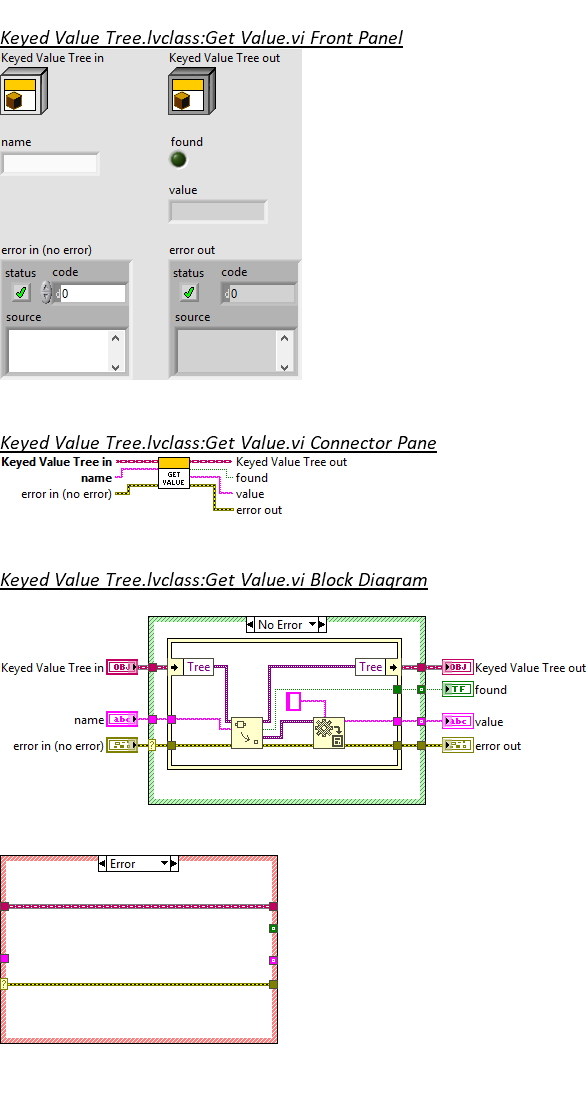 Keyed Value Tree.lvclass:Get Value.vi Front Panel
Keyed Value Tree in
Keyed Value Tree out
name
found
value
error in (no error)
error out
status code
status code
d0
d0
source
source
Keyed Value Tree.lvclass:Get Value.vi Connector Pane
Keyed Value Tree in
Keyed Value Tree out
name
GET
VALUE
found
error in (no error)
value
error out
Keyed Value Tree.lvclass:Get Value.vi Block Diagram
No Error
Keyed Value Tree in
OBJ
Tree
Tree
OBJ
Keyed Value Tree out
TF
found
name
abc
abc
value
error in (no error)
?
error out
Error
?